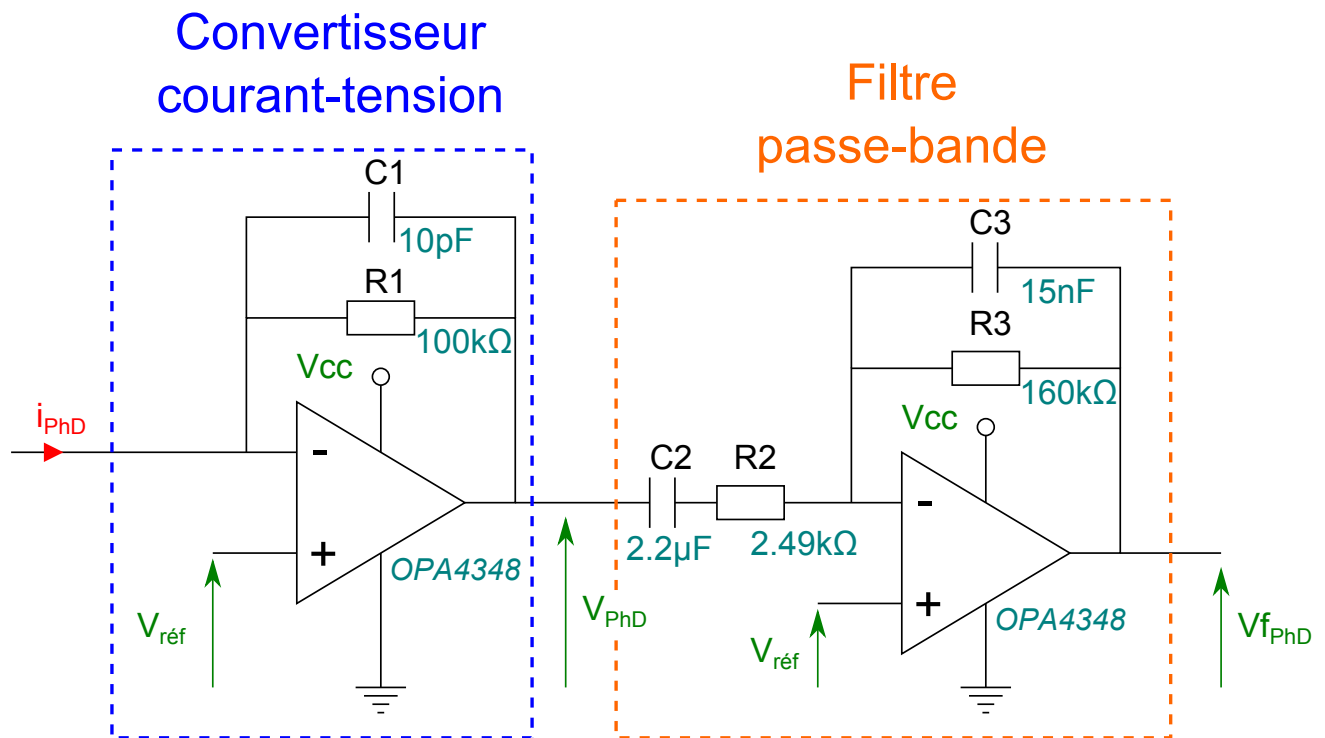 Convertisseur
courant-tension
Filtre
passe-bande
C1
10pF
R1
100kΩ
Vcc
iPhD
-
+
OPA4348
Vréf
VPhD
C2
2.2µF
R2
2.49kΩ
C3
15nF
R3
160kΩ
Vcc
-
+
OPA4348
Vréf
VfPhD